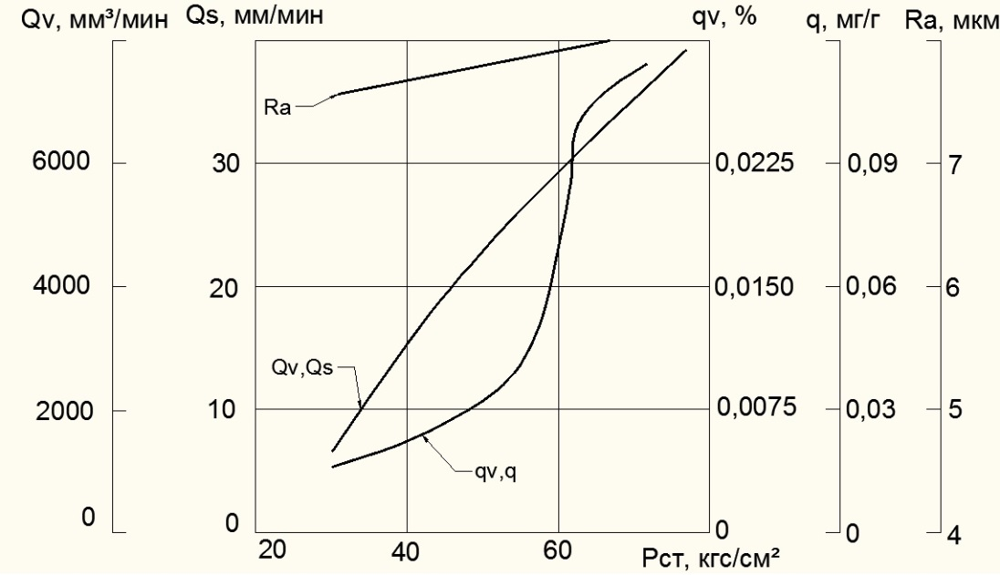 Qv, мм³/мин Qs, мм/мин qv, % q, мг/г Ra, мкм
Ra
6000 30 0,0225 0,09 7
4000 20 0,0150 0,06 6
Qv,Qs
2000 10 0,0075 0,03 5
qv,q
0 0 0 0 4
20 40 60 Pст, кгс/см²